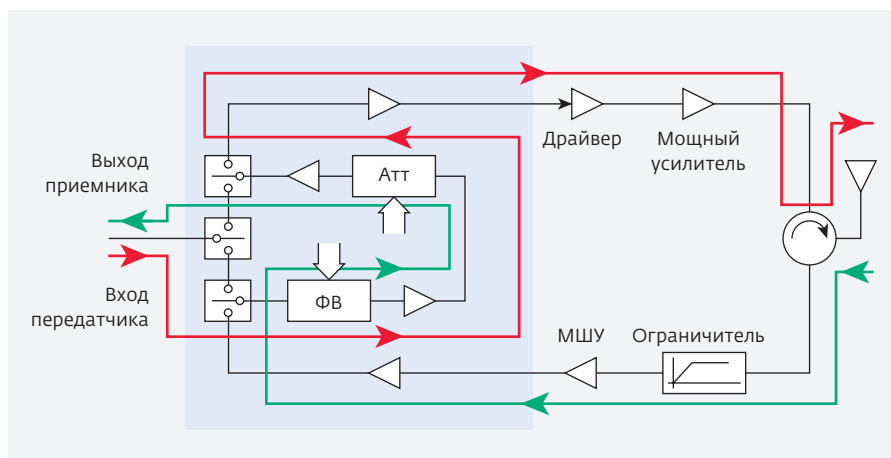 Драйвер
Мощный
усилитель
Выход
приемника
Атт
Вход
передатчика
ФВ
МШУ
Ограничитель